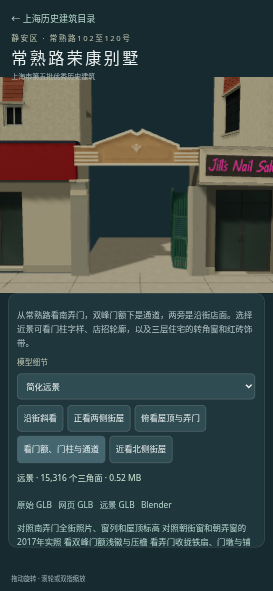 ← 上海历史建筑目录
静安区 · 常熟路102至120号
常熟路荣康别墅
上海市第五批优秀历史建筑
Jill's Nail Sal
从常熟路看南弄门，双峰门额下是通道，两旁是沿街店面。选择
近景可看门柱字样、店招轮廓，以及三层住宅的转角窗和红砖饰
带。
模型细节
简化远景
沿街斜看
正看两侧街屋
俯看屋顶与弄门
看门额、门柱与通道
近看北侧街屋
远景 · 15,316 个三角面 · 0.52 MB
原始 GLB 网页 GLB 远景 GLB Blender
对照南弄门全街照片、窗列和屋顶标高 对照朝街窗和朝弄窗的
2017年实照 看双峰门额浅徽与压檐 看弄门收拢铁扇、门墩与铺
拖动旋转 · 滚轮或双指缩放